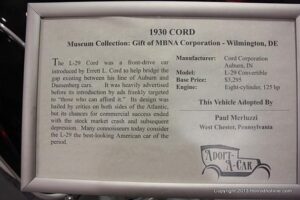 1930 CORD
Museum Collection: Gift of MBNA Corporation - Wilmington, DE
The L-29 Cord was a front-drive car
introduced by Errett L. Cord to help bridge the
gap existing between his line of Auburn and
Duesenberg cars. It was heavily advertised
before its introduction by ads frankly targeted
to "those who can afford it." Its design was
hailed by critics on both sides of the Atlantic,
but its chances for commercial success ended
with the stock market crash and subsequent
depression. Many connoisseurs today consider
the L-29 the best-looking American car of the
period.
Manufacturer: Cord Corporation
Auburn, IN
Model: L-29 Convertible
Base Price: $3,295
Engine: Eight-cylinder, 125 hp
This Vehicle Adopted By
Paul Merluzzi
West Chester, Pennsylvania
ADOPT-
A-CAR